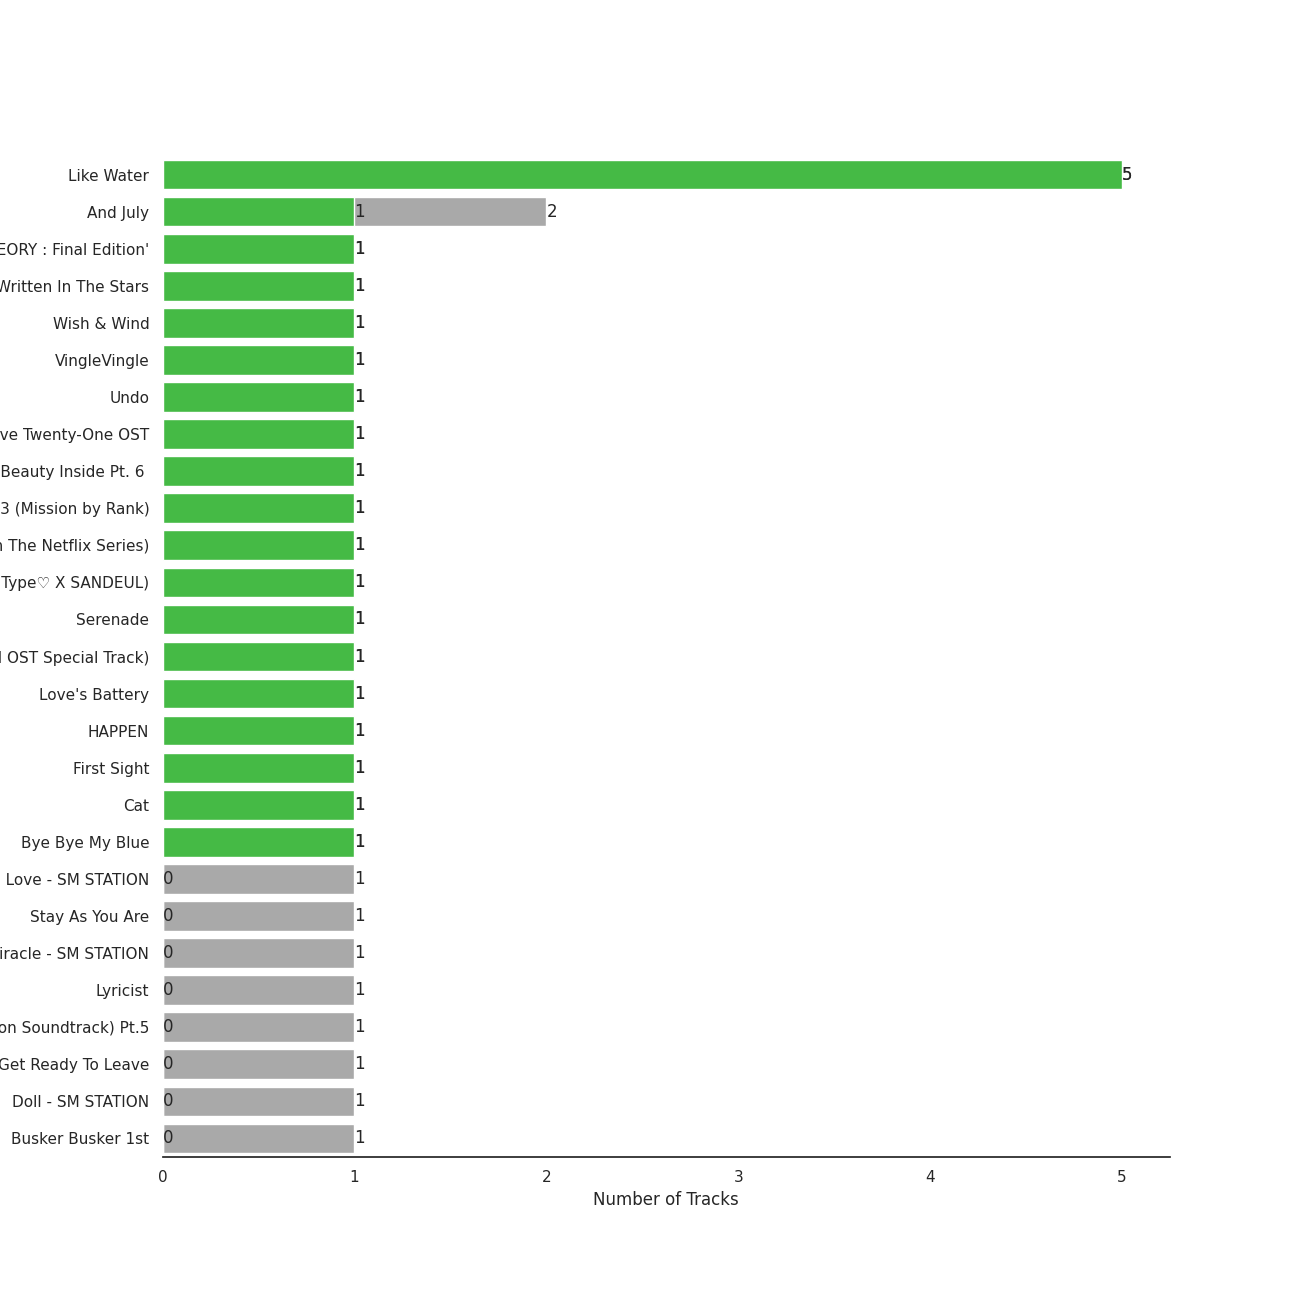 Like Water 5
And July 1 2
: Final Edition' 1
Written In The Stars 1
Wish & Wind 1
VingleVingle 1
Undo 1
Twenty-One OST 1
Beauty Inside Pt. 6 1
3 (Mission by Rank) 1
The Netflix Series) 1
Type♡ X SANDEUL) 1
Serenade 1
OST Special Track) 1
Love's Battery 1
HAPPEN 1
First Sight 1
Cat 1
Bye Bye My Blue 1
Love - SM STATION 0 1
Stay As You Are 0 1
- SM STATION 0 1
Lyricist 0 1
Soundtrack) Pt.5 0 1
Get Ready To Leave 0 1
Doll - SM STATION 0 1
Busker Busker 1st 0 1
0 1 2 3 4 5
Number of Tracks